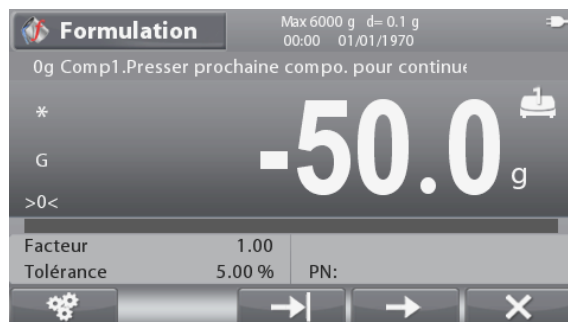 Formulation
Max 6000 g d= 0.1 g
00:00 01/01/1970
0g Comp1.Presser prochaine compo. pour continue
1
*
-50.0 g
G
>0<
Facteur 1.00
Tolérance 5.00 % PN: